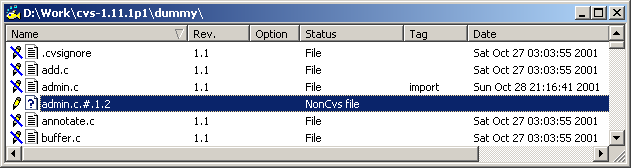 D:\Work\cvs-1.11.1p1\dummy\
Name Rev. Option Status Tag Date
.cvsignore 1.1 File Sat Oct 27 03:03:55 2001
add.c 1.1 File Sat Oct 27 03:03:55 2001
admin.c 1.1 File import Sun Oct 28 21:16:41 2001
admin.c.#.1.2 NonCvs file
annotate.c 1.1 File Sat Oct 27 03:03:55 2001
buffer.c 1.1 File Sat Oct 27 03:03:55 2001